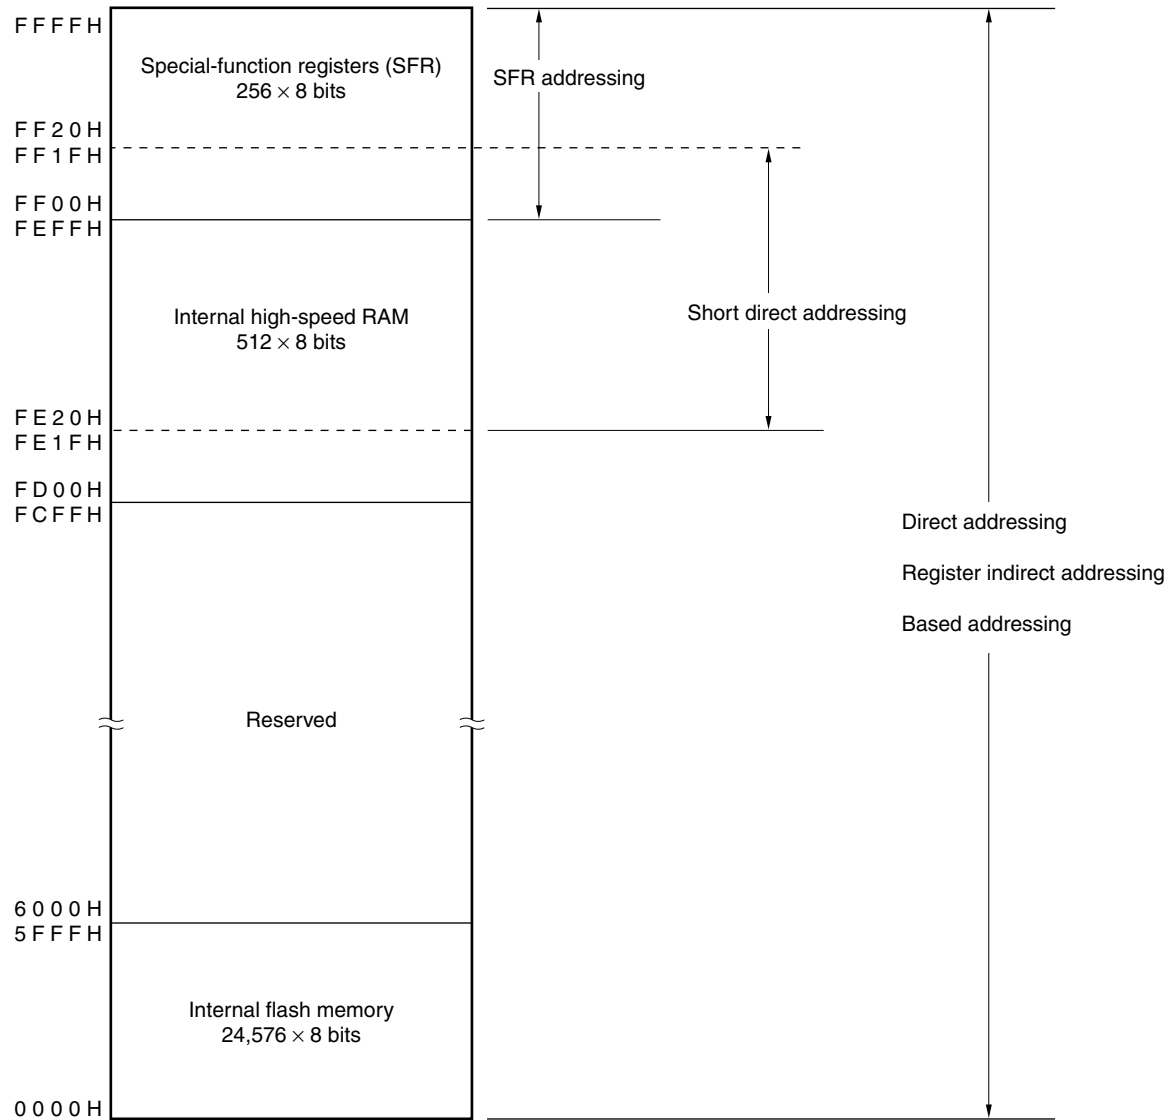 FFFFH
Special-function registers (SFR)
256 × 8 bits
SFR addressing
FF20H
FF1FH
FF00H
FEFFH
Internal high-speed RAM
512 × 8 bits
Short direct addressing
FE20H
FE1FH
FD00H
FCFFH
Direct addressing
Register indirect addressing
Based addressing
Reserved
6000H
5FFFH
Internal flash memory
24,576 × 8 bits
0000H